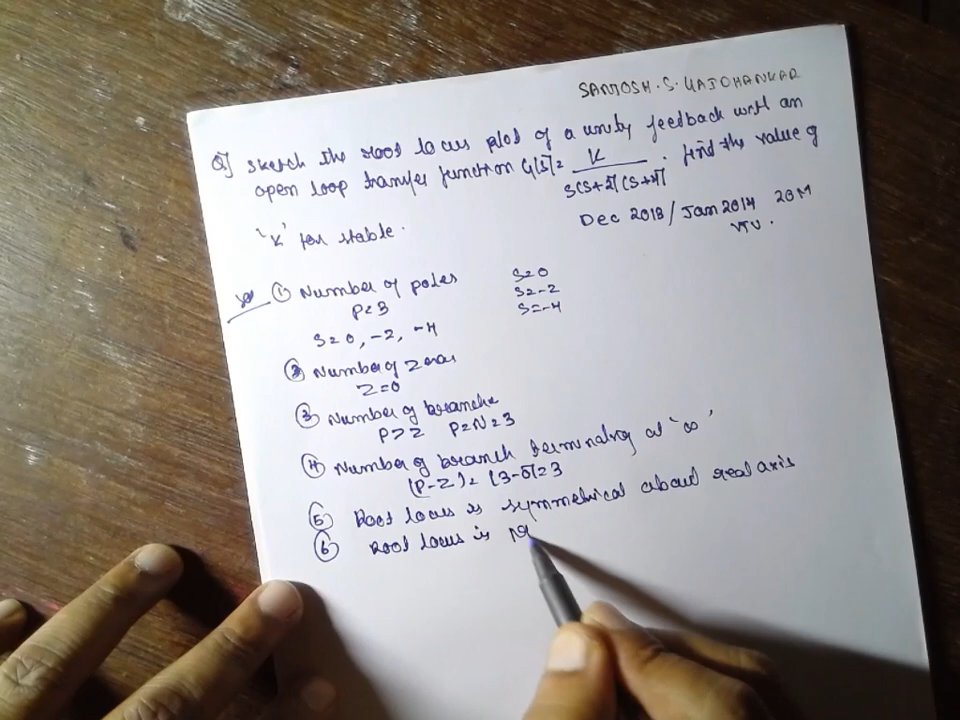 SANTOSH.S.UAJOHANKAR
Q] Sketch the root locus plot of a unity feedback with an
open loop transfer function G(s)= K / s(s+2)(s+4) . find the value of
'K' for stable.
Dec 2013/Jan 2014 20M
VTU.
① Number of poles s=0
P=3 s=-2
s=0, -2, -4 s=-4
② Number of Zeros
Z=0
③ Number of branche
P>Z P=N=3
④ Number of branch terminating at '∞'
(P-Z) = (3-0)=3
⑤ Root locus is symmetrical about real axis
⑥ Root locus is